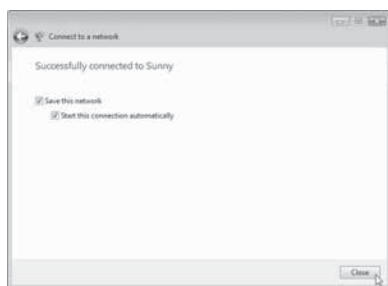 Connect to a network
Successfully connected to Sunny
Save this network
Start this connection automatically
Close